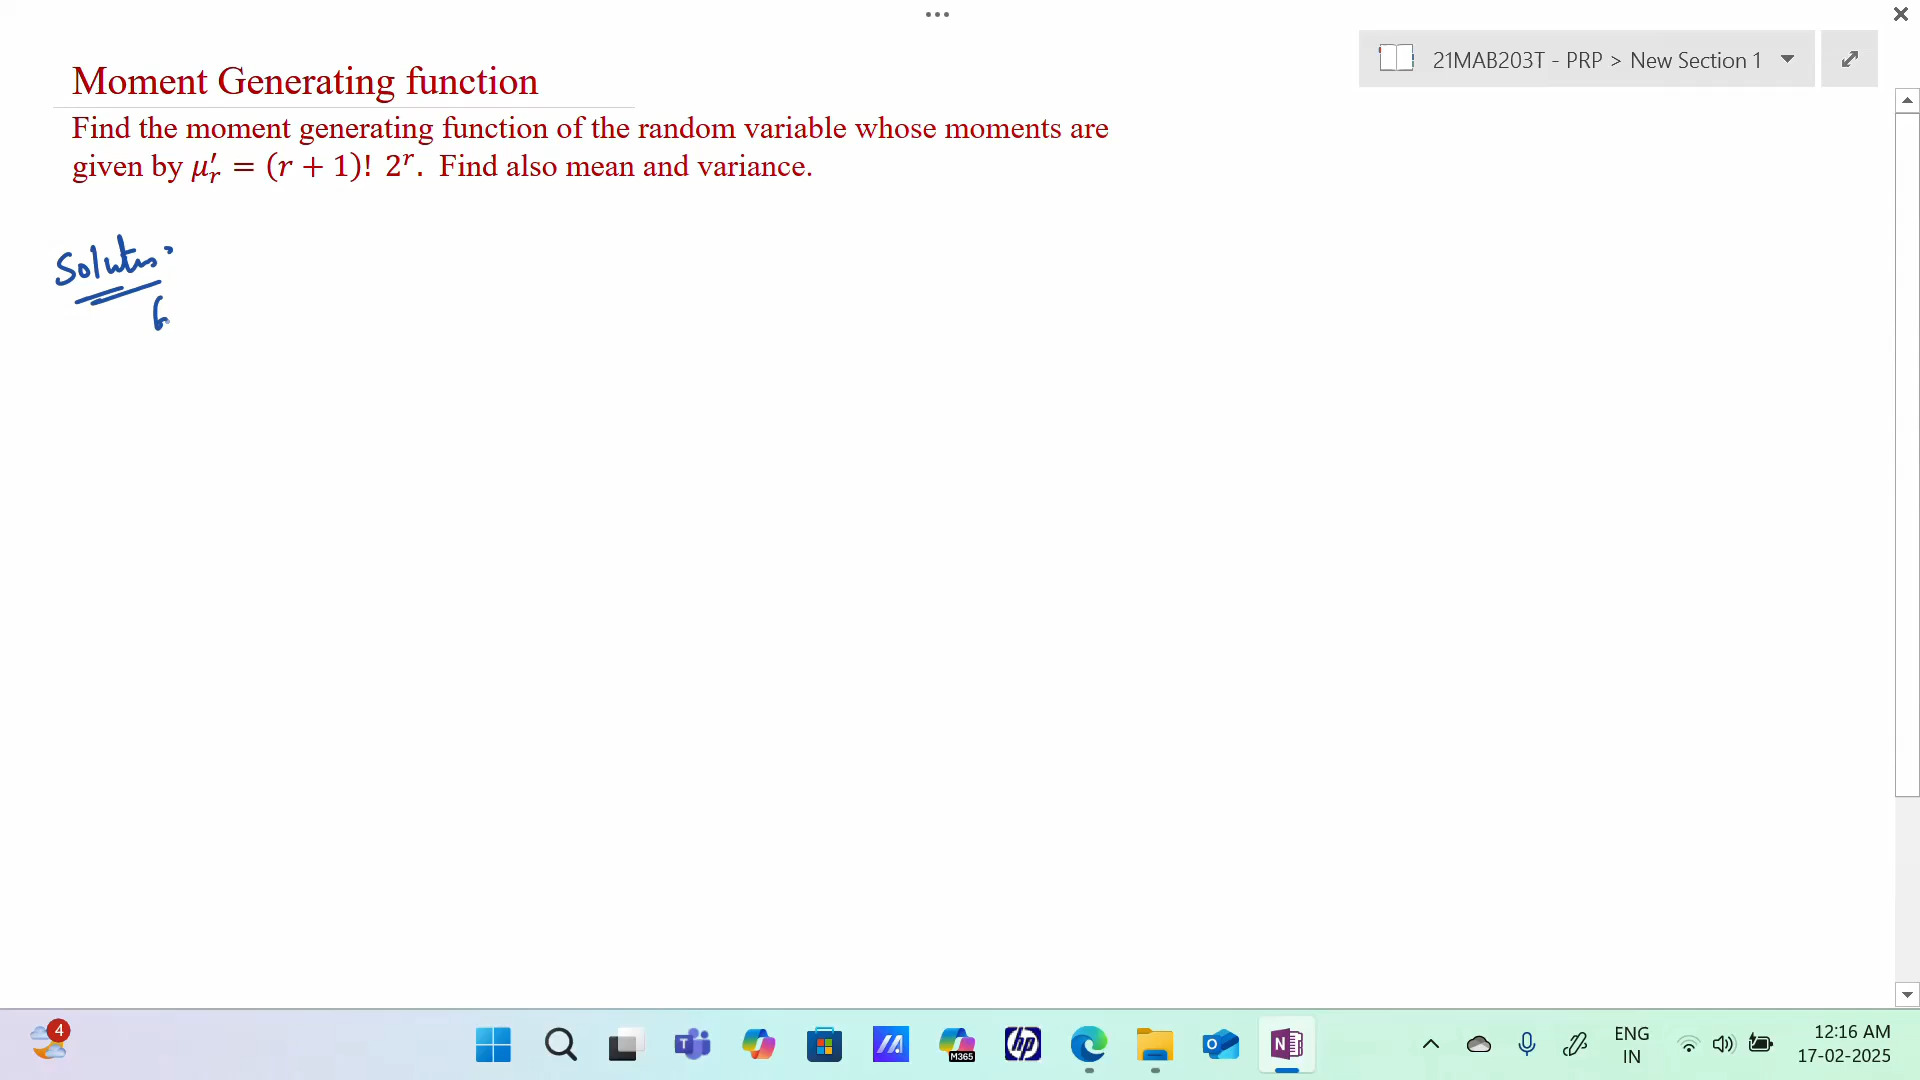 21MAB203T - PRP > New Section 1
Moment Generating function
Find the moment generating function of the random variable whose moments are
given by μ′ᵣ = (r + 1)! 2ʳ. Find also mean and variance.
4
T
M365
hp
O
N
ENG
IN
12:16 AM
17-02-2025